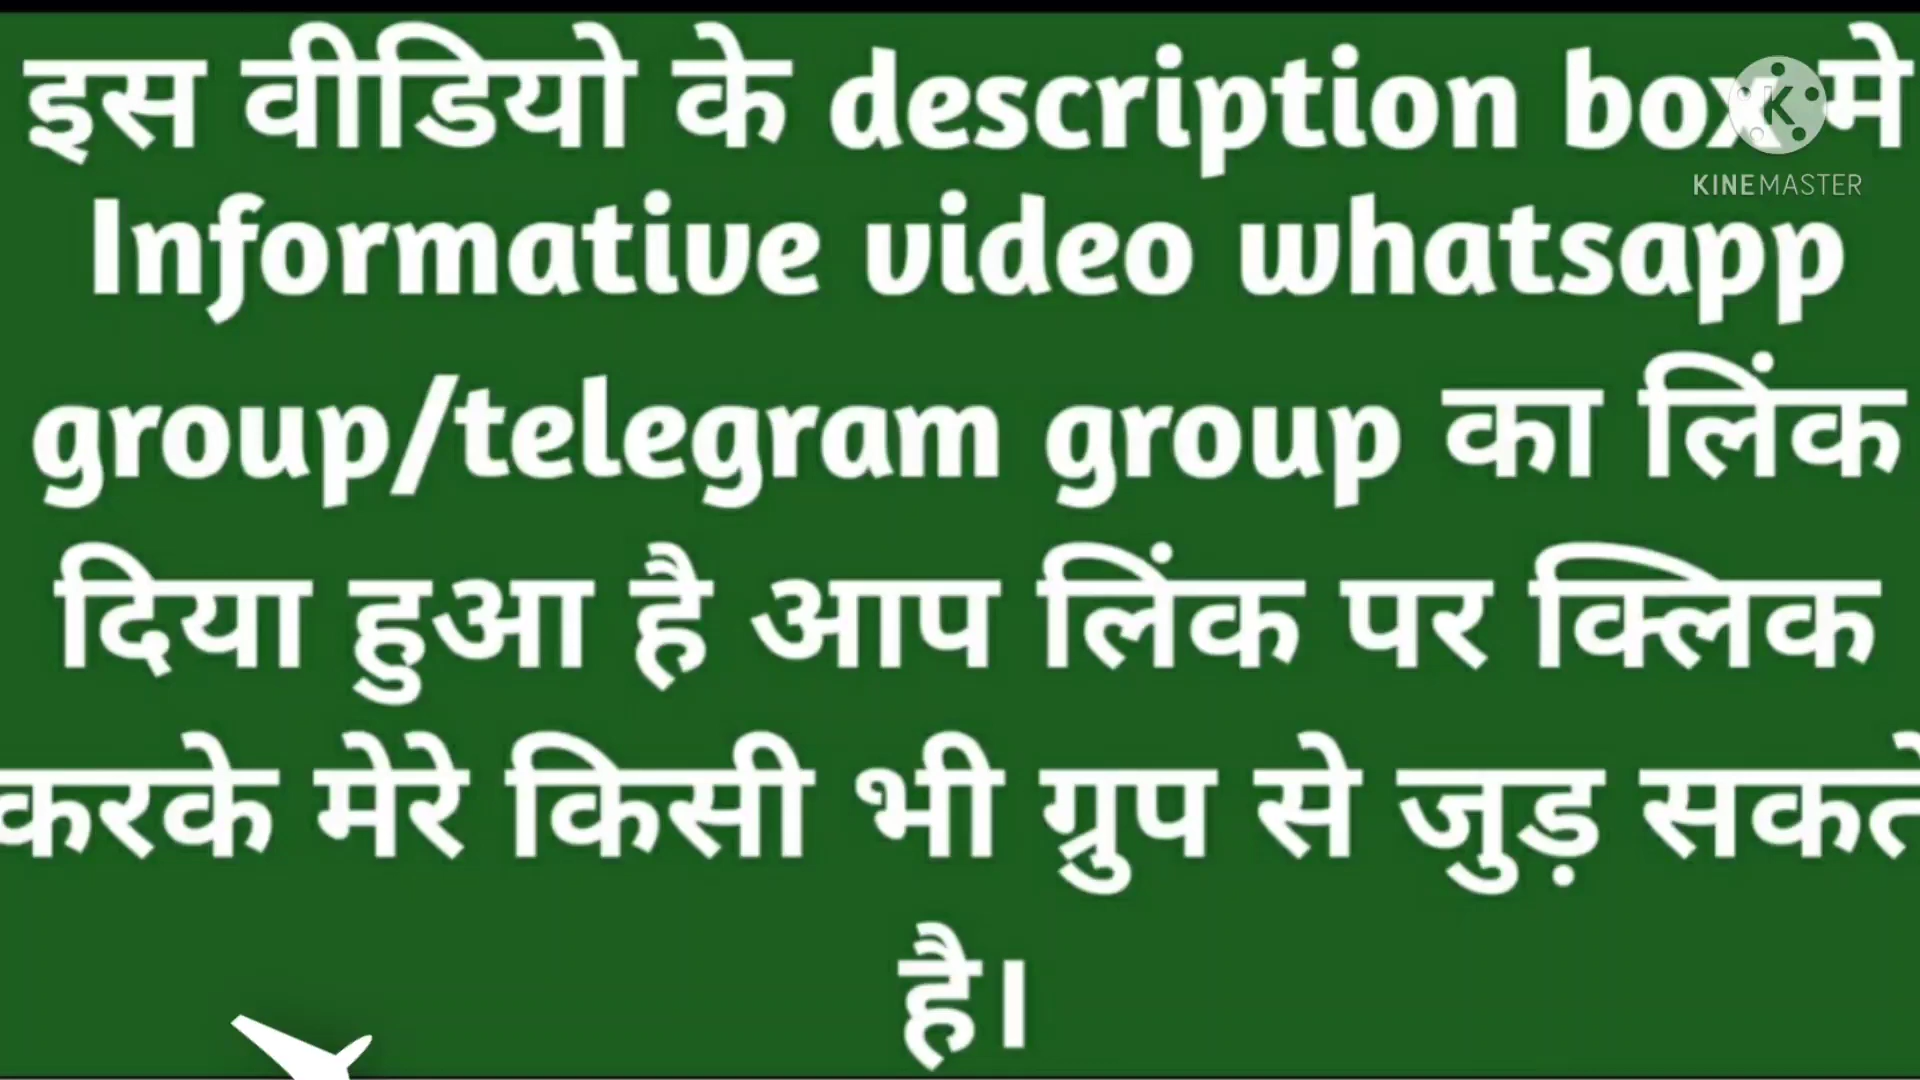 इस वीडियो के description box मे
KINEMASTER
Informative video whatsapp
group/telegram group का लिंक
दिया हुआ है आप लिंक पर क्लिक
करके मेरे किसी भी ग्रुप से जुड़ सकते
है।